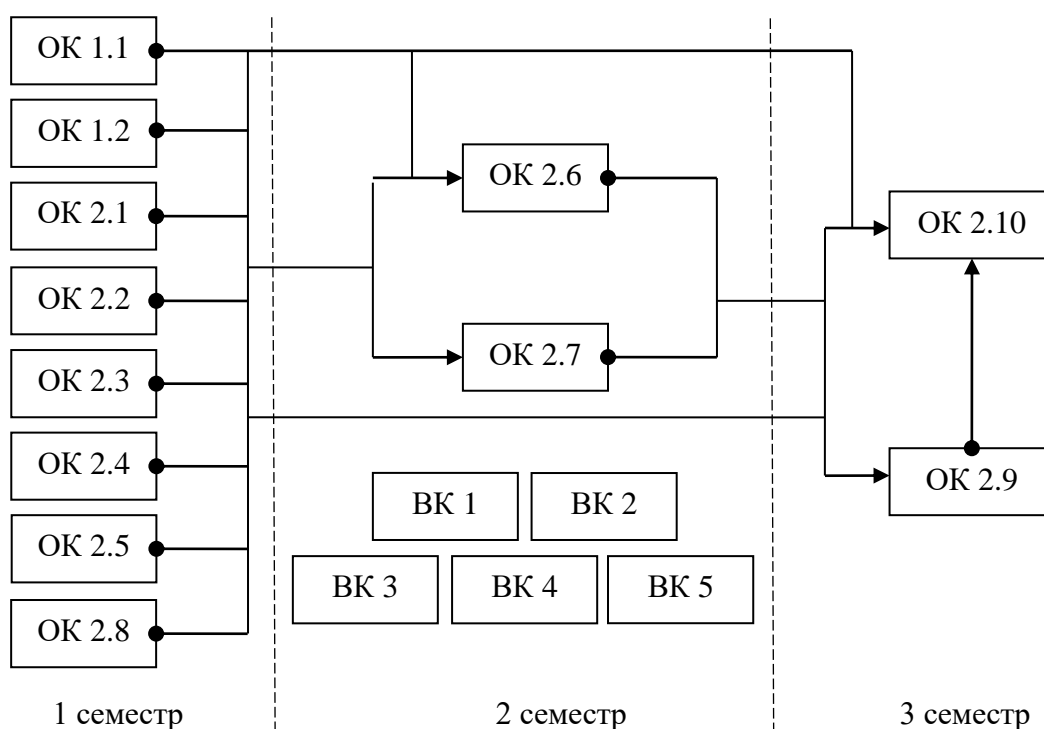 ОК 1.1
ОК 1.2
ОК 2.1
ОК 2.2
ОК 2.3
ОК 2.4
ОК 2.5
ОК 2.8
1 семестр
ОК 2.6
ОК 2.7
ВК 1
ВК 2
ВК 3
ВК 4
ВК 5
2 семестр
ОК 2.10
ОК 2.9
3 семестр